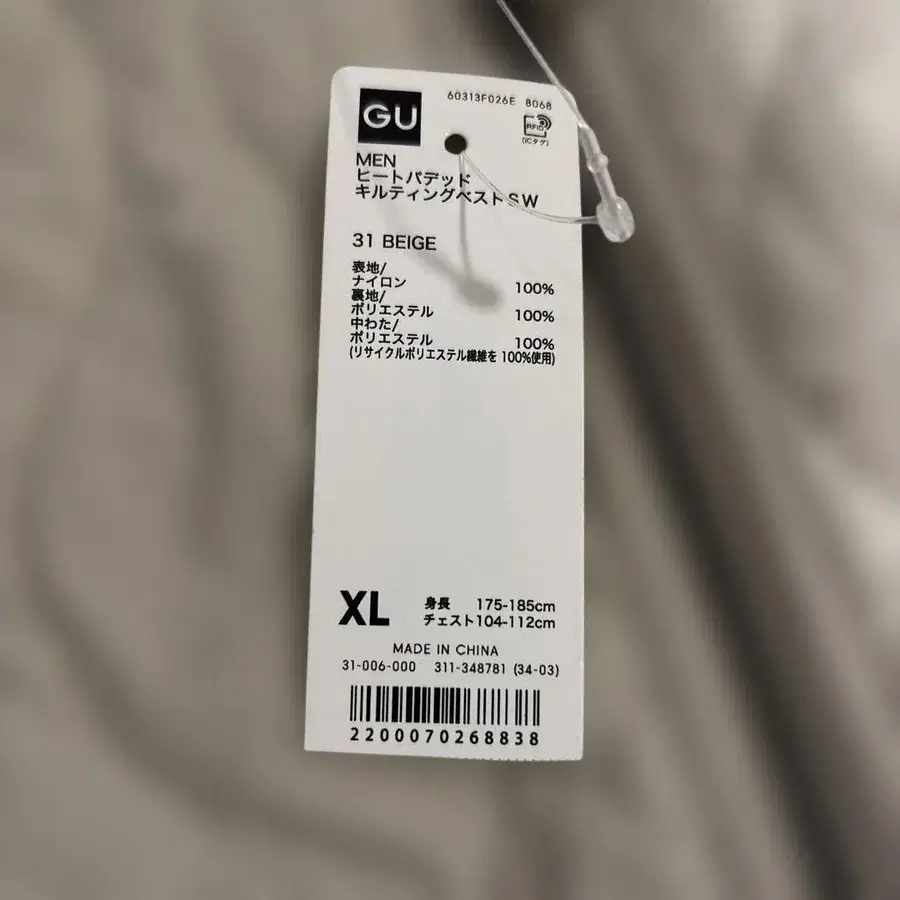 GU
60313F026E 8068
RFID
(ICタグ)
MEN
ヒートパデッド
キルティングベストSW
31 BEIGE
表地/
ナイロン 100%
裏地/
ポリエステル 100%
中わた/
ポリエステル 100%
(リサイクルポリエステル繊維を 100%使用)
XL
身長 175-185cm
チェスト104-112cm
MADE IN CHINA
31-006-000 311-348781 (34-03)
2200070268838